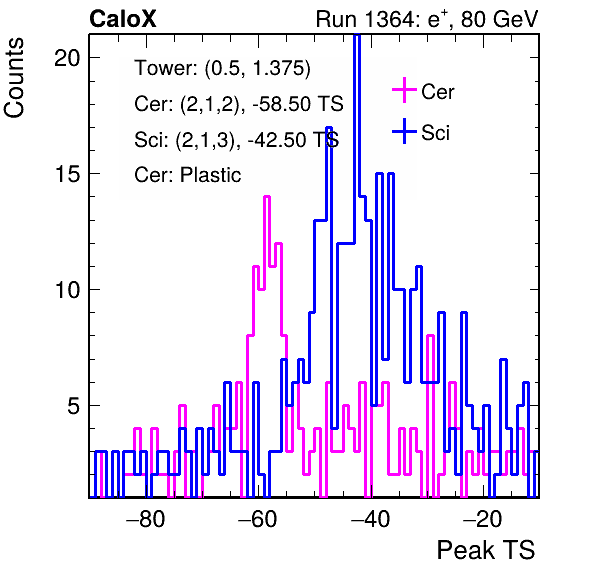 CaloX Run 1364: e⁺, 80 GeV
Counts
20
15
10
5
Tower: (0.5, 1.375)
Cer: (2,1,2), -58.50 TS
Sci: (2,1,3), -42.50 TS
Cer: Plastic
Cer
Sci
−80 −60 −40 −20
Peak TS